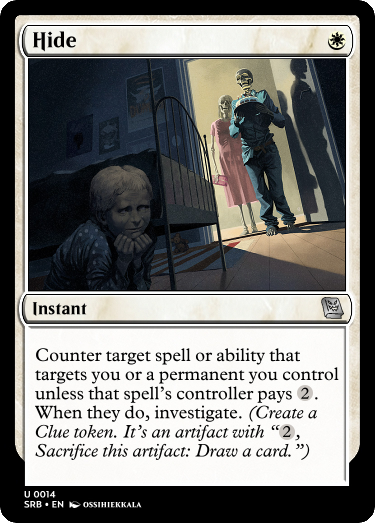 Hide
Instant
Counter target spell or ability that
targets you or a permanent you control
unless that spell's controller pays 2.
When they do, investigate. (Create a
Clue token. It's an artifact with “2,
Sacrifice this artifact: Draw a card.”)
U 0014
SRB • EN OSSIHIEKKALA